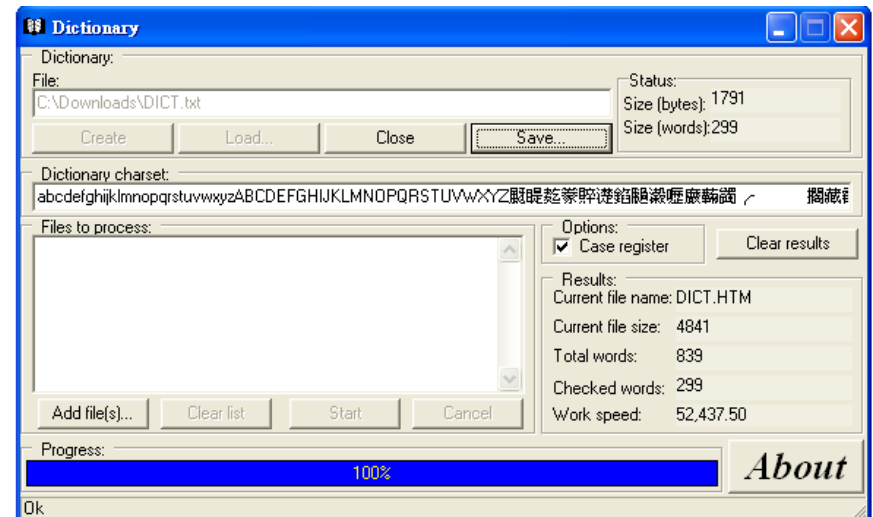 Dictionary
Dictionary:
File:
C:\Downloads\DICT.txt
Create Load... Close Save...
Status:
Size (bytes): 1791
Size (words):299
Dictionary charset:
abcdefghijklmnopqrstuvwxyzABCDEFGHIJKLMNOPQRSTUVWXYZ
Files to process:
Add file(s)... Clear list Start Cancel
Options:
Case register
Clear results
Results:
Current file name: DICT.HTM
Current file size: 4841
Total words: 839
Checked words: 299
Work speed: 52,437.50
Progress:
100%
About
Ok